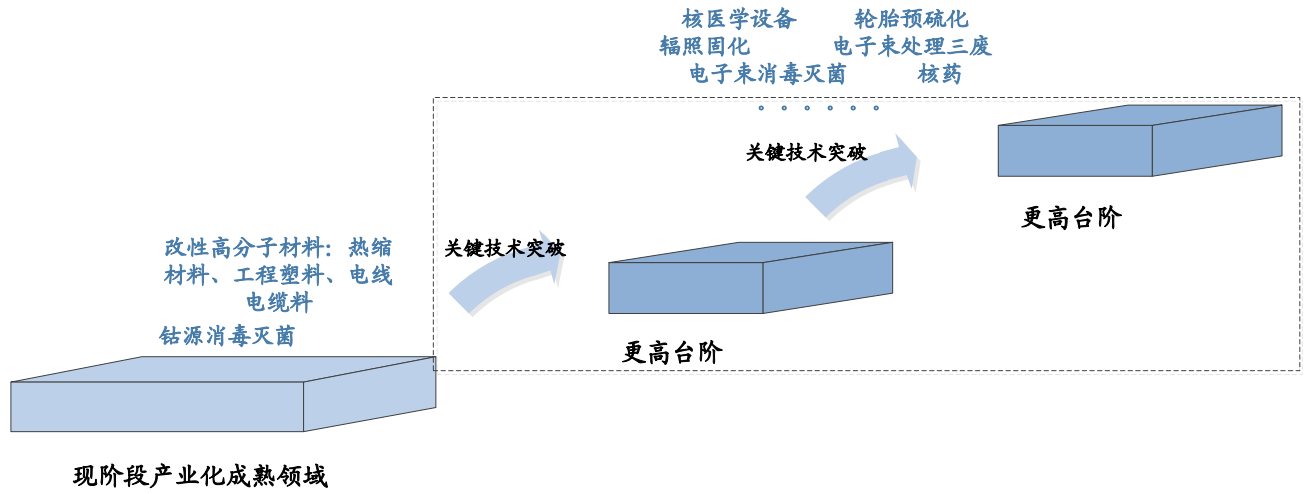 核医学设备 轮胎预硫化
辐照固化 电子束处理三废
电子束消毒灭菌 核药
······
关键技术突破
更高台阶
改性高分子材料：热缩
材料、工程塑料、电线
电缆料
钴源消毒灭菌
关键技术突破
更高台阶
现阶段产业化成熟领域